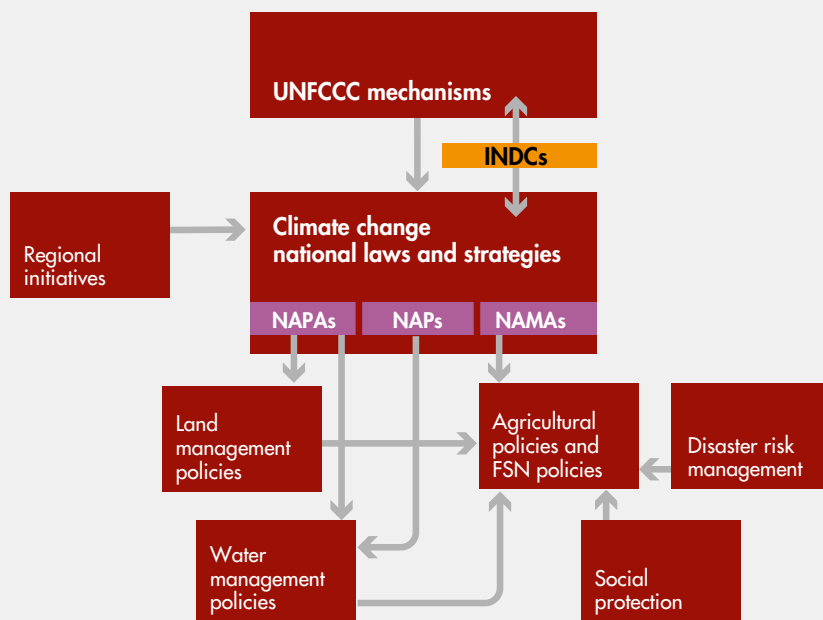 UNFCCC mechanisms
INDCs
Climate change
national laws and strategies
Regional
initiatives
NAPAs
NAPs
NAMAs
Land
management
policies
Agricultural
policies and
FSN policies
Disaster risk
management
Water
management
policies
Social
protection